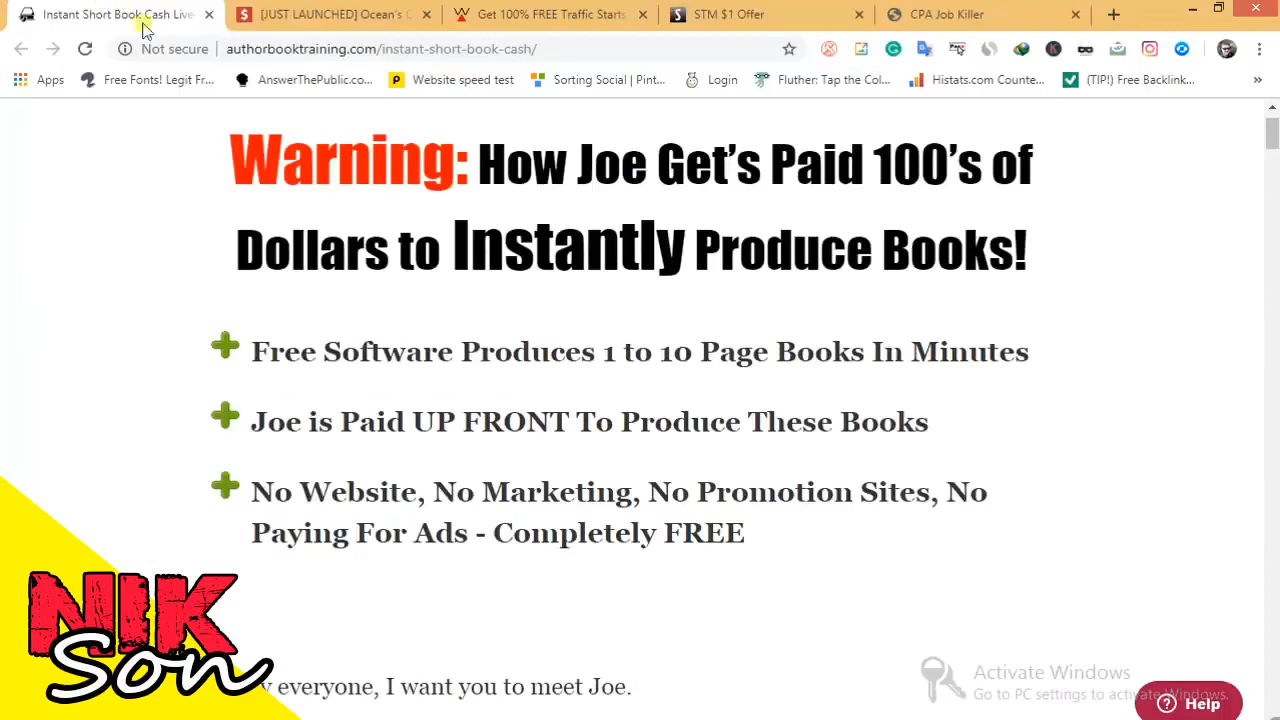 Instant Short Book Cash Live
[JUST LAUNCHED] Ocean's
Get 100% FREE Traffic Starts
STM $1 Offer
CPA Job Killer
Not secure
authorbooktraining.com/instant-short-book-cash/
Apps
Free Fonts! Legit Fr...
AnswerThePublic.co...
Website speed test
Sorting Social | Pint...
Login
Fluther: Tap the Col...
Histats.com Counte...
(TIP!) Free Backlink...
Warning: How Joe Get's Paid 100's of
Dollars to Instantly Produce Books!
Free Software Produces 1 to 10 Page Books In Minutes
Joe is Paid UP FRONT To Produce These Books
No Website, No Marketing, No Promotion Sites, No
Paying For Ads - Completely FREE
everyone, I want you to meet Joe.
NIK
Son
Activate Windows
Go to PC settings to activate Windows.
Help